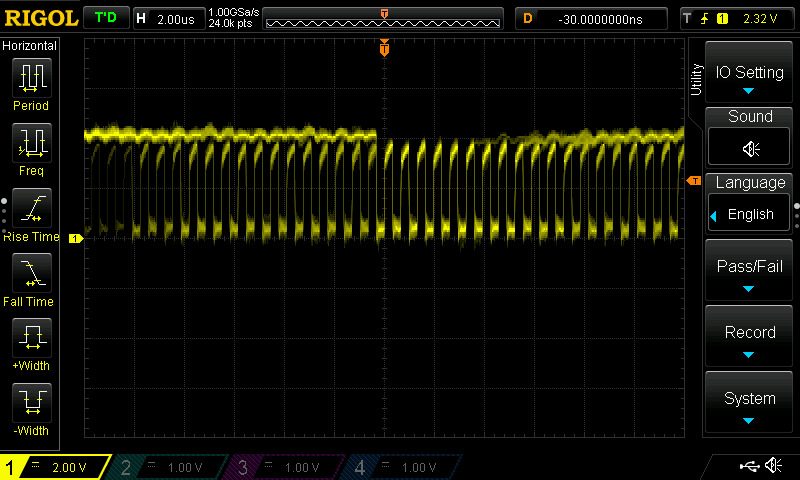 RIGOL T'D H 2.00us 1.00GSa/s 24.0k pts T D -30.0000000ns T 1 2.32 V
Horizontal
Period
Freq
Rise Time
Fall Time
+Width
-Width
T
T
1
Utility
IO Setting
Sound
Language
English
Pass/Fail
Record
System
1 2.00 V 2 1.00 V 3 1.00 V 4 1.00 V